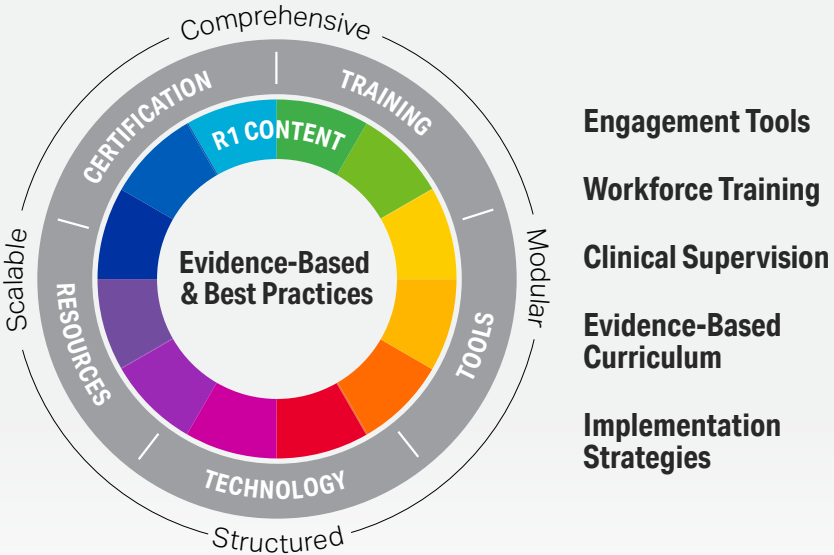 Comprehensive
CERTIFICATION
TRAINING
R1 CONTENT
Evidence-Based
& Best Practices
Scalable
Modular
RESOURCES
TOOLS
TECHNOLOGY
Structured
Engagement Tools
Workforce Training
Clinical Supervision
Evidence-Based
Curriculum
Implementation
Strategies